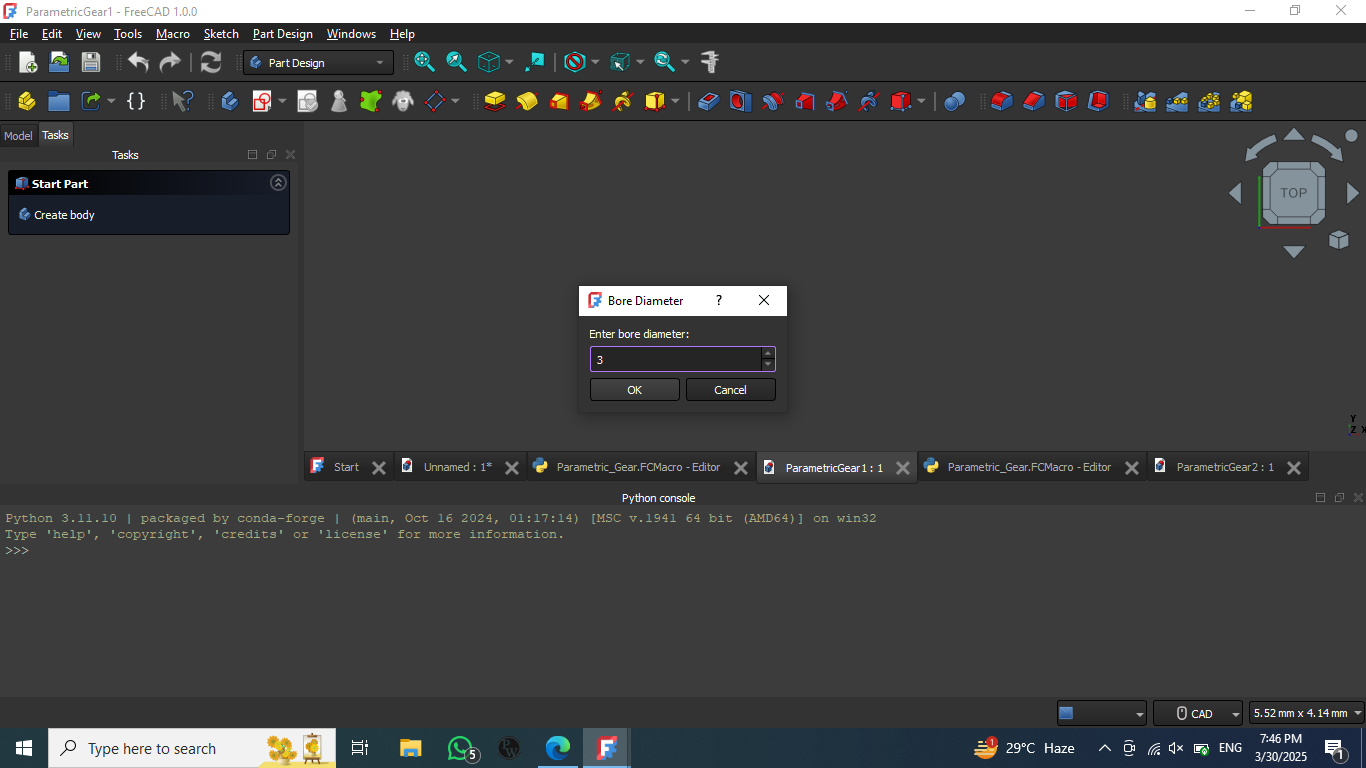 ParametricGear1 - FreeCAD 1.0.0
File Edit View Tools Macro Sketch Part Design Windows Help
Part Design
Model Tasks
Tasks
Start Part
Create body
TOP
Bore Diameter ?
Enter bore diameter:
3
OK Cancel
Y
Z X
Start Unnamed : 1* Parametric_Gear.FCMacro - Editor ParametricGear1 : 1 Parametric_Gear.FCMacro - Editor ParametricGear2 : 1
Python console
Python 3.11.10 | packaged by conda-forge | (main, Oct 16 2024, 01:17:14) [MSC v.1941 64 bit (AMD64)] on win32
Type 'help', 'copyright', 'credits' or 'license' for more information.
>>>
CAD 5.52 mm x 4.14 mm
Type here to search 5 1 29°C Haze ENG 7:46 PM 1
3/30/2025